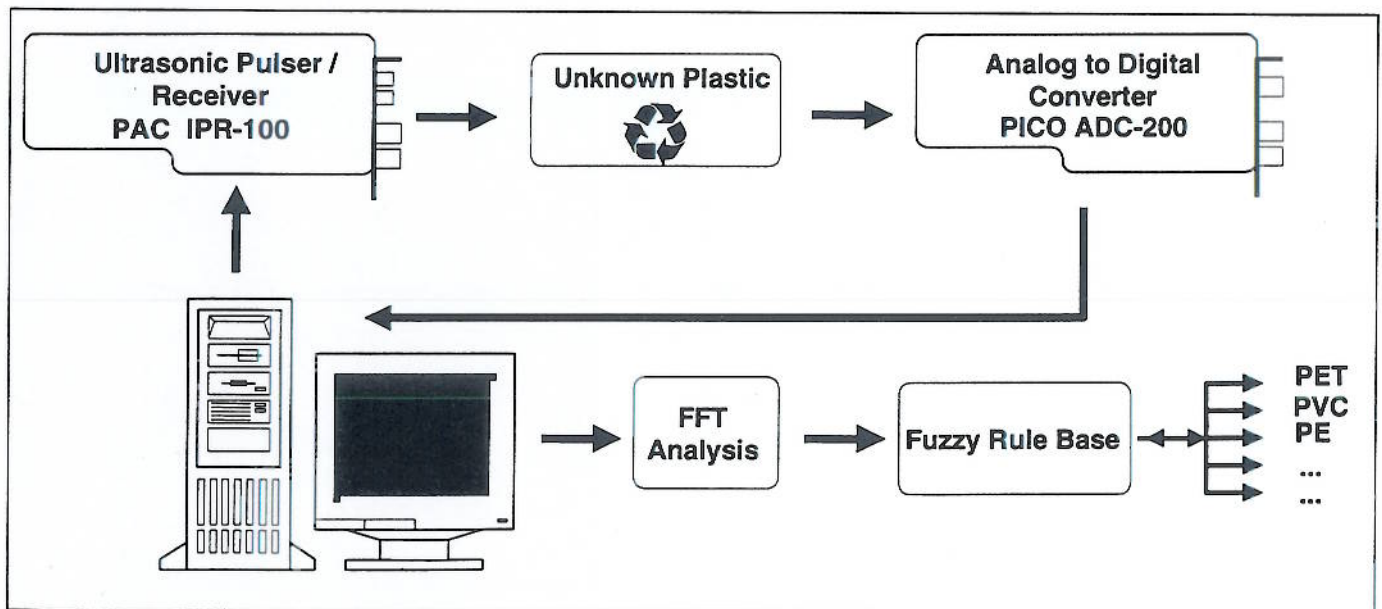 Ultrasonic Pulser /
Receiver
PAC IPR-100
Unknown Plastic
Analog to Digital
Converter
PICO ADC-200
FFT
Analysis
Fuzzy Rule Base
PET
PVC
PE
...
...